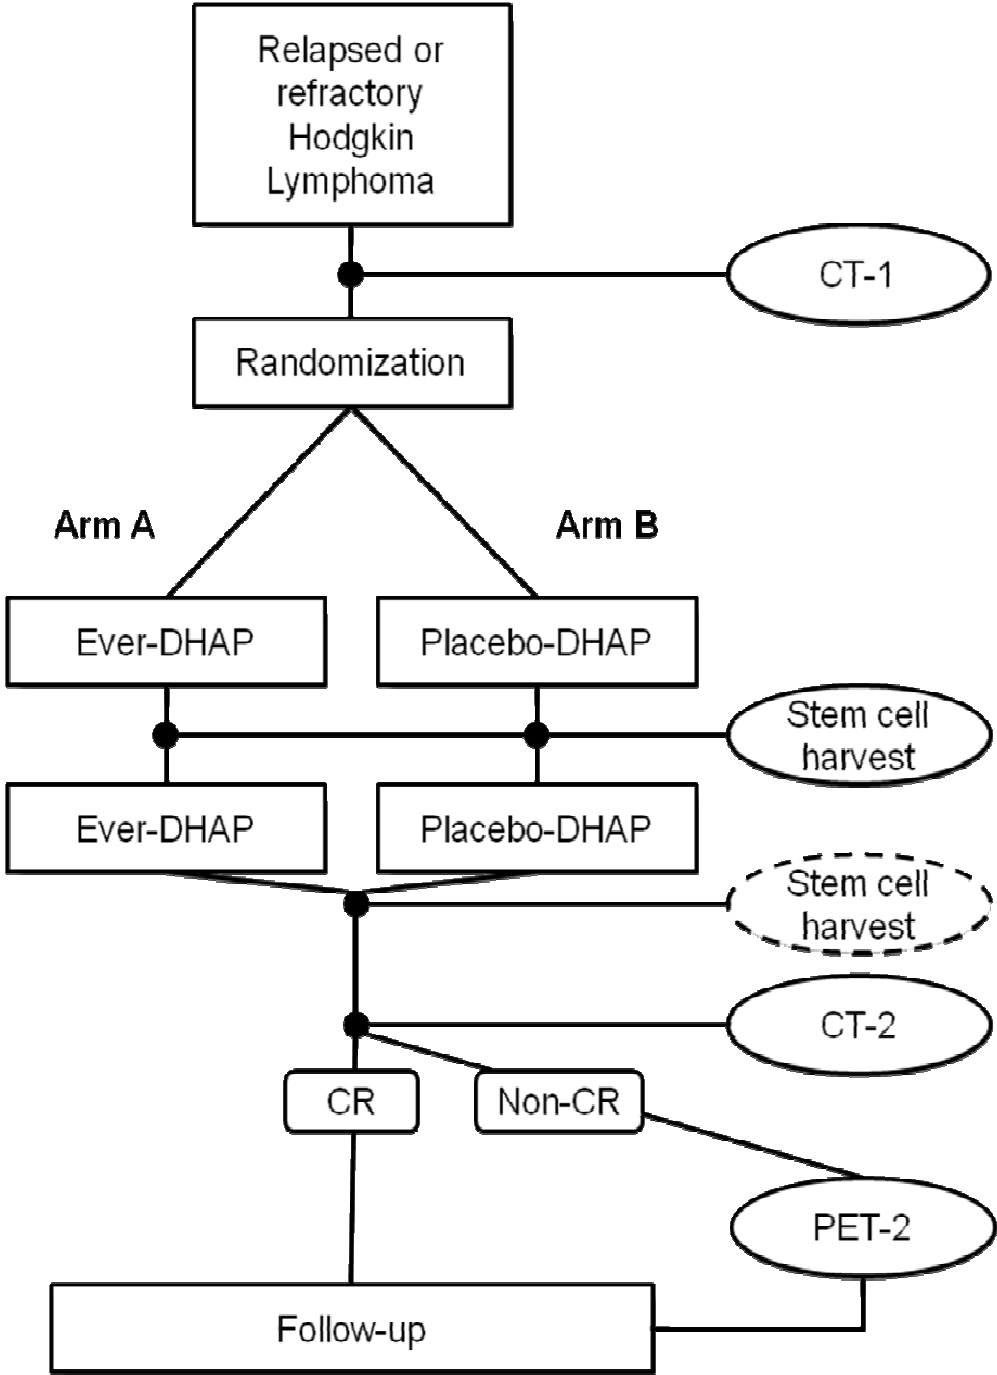 Relapsed or
refractory
Hodgkin
Lymphoma
CT-1
Randomization
Arm A
Arm B
Ever-DHAP
Placebo-DHAP
Stem cell
harvest
Ever-DHAP
Placebo-DHAP
Stem cell
harvest
CT-2
CR
Non-CR
PET-2
Follow-up